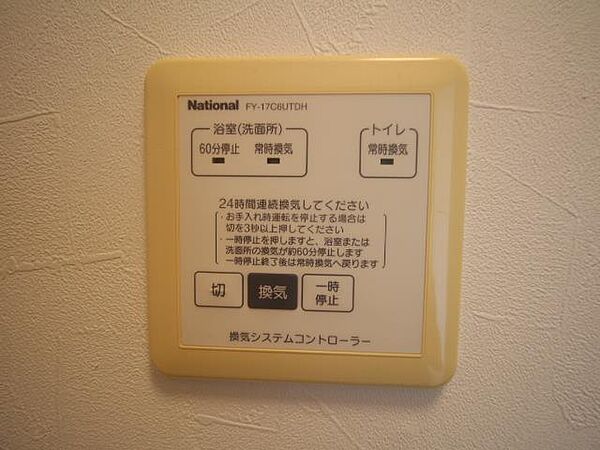 National FY-17C6UTDH
浴室(洗面所)
トイレ
60分停止 常時換気
常時換気
24時間連続換気してください
・お手入れ時運転を停止する場合は
切を3秒以上押してください
・一時停止を押しますと、浴室または
洗面所の換気が約60分停止します
一時停止終了後は常時換気へ戻ります
切
換気
一時
停止
換気システムコントローラー